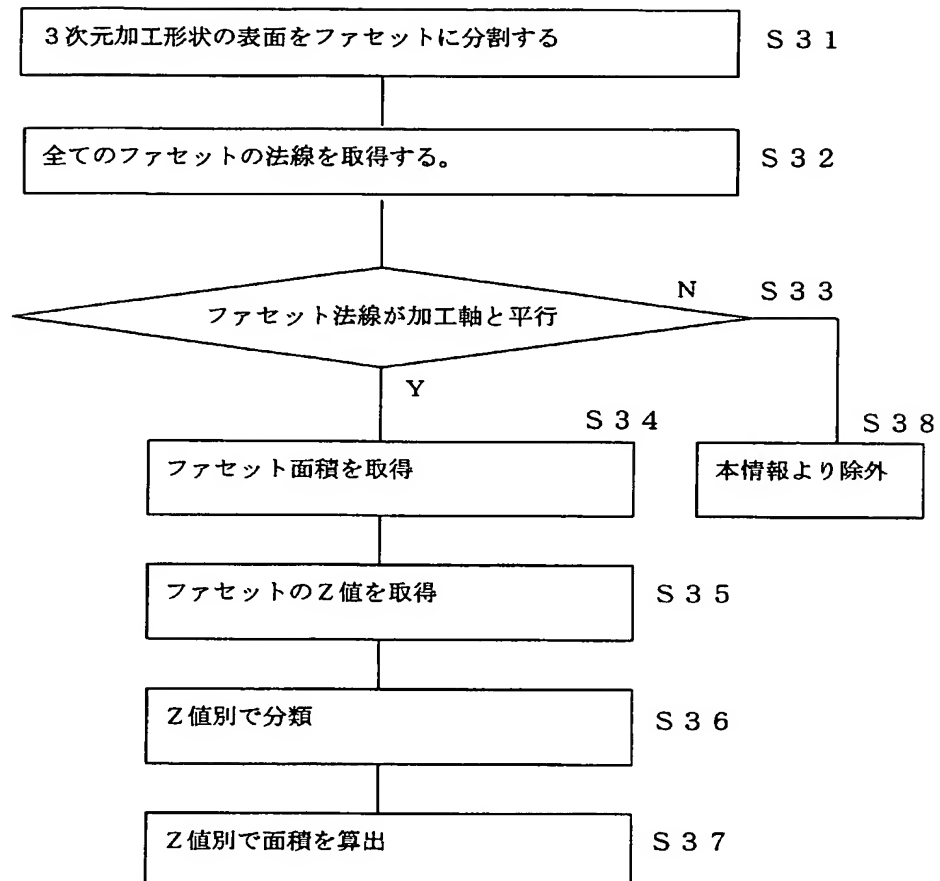 3次元加工形状の表面をファセットに分割する
S31
全てのファセットの法線を取得する。
S32
ファセット法線が加工軸と平行
N
S33
Y
S34
S38
ファセット面積を取得
本情報より除外
ファセットのZ値を取得
S35
Z値別で分類
S36
Z値別で面積を算出
S37